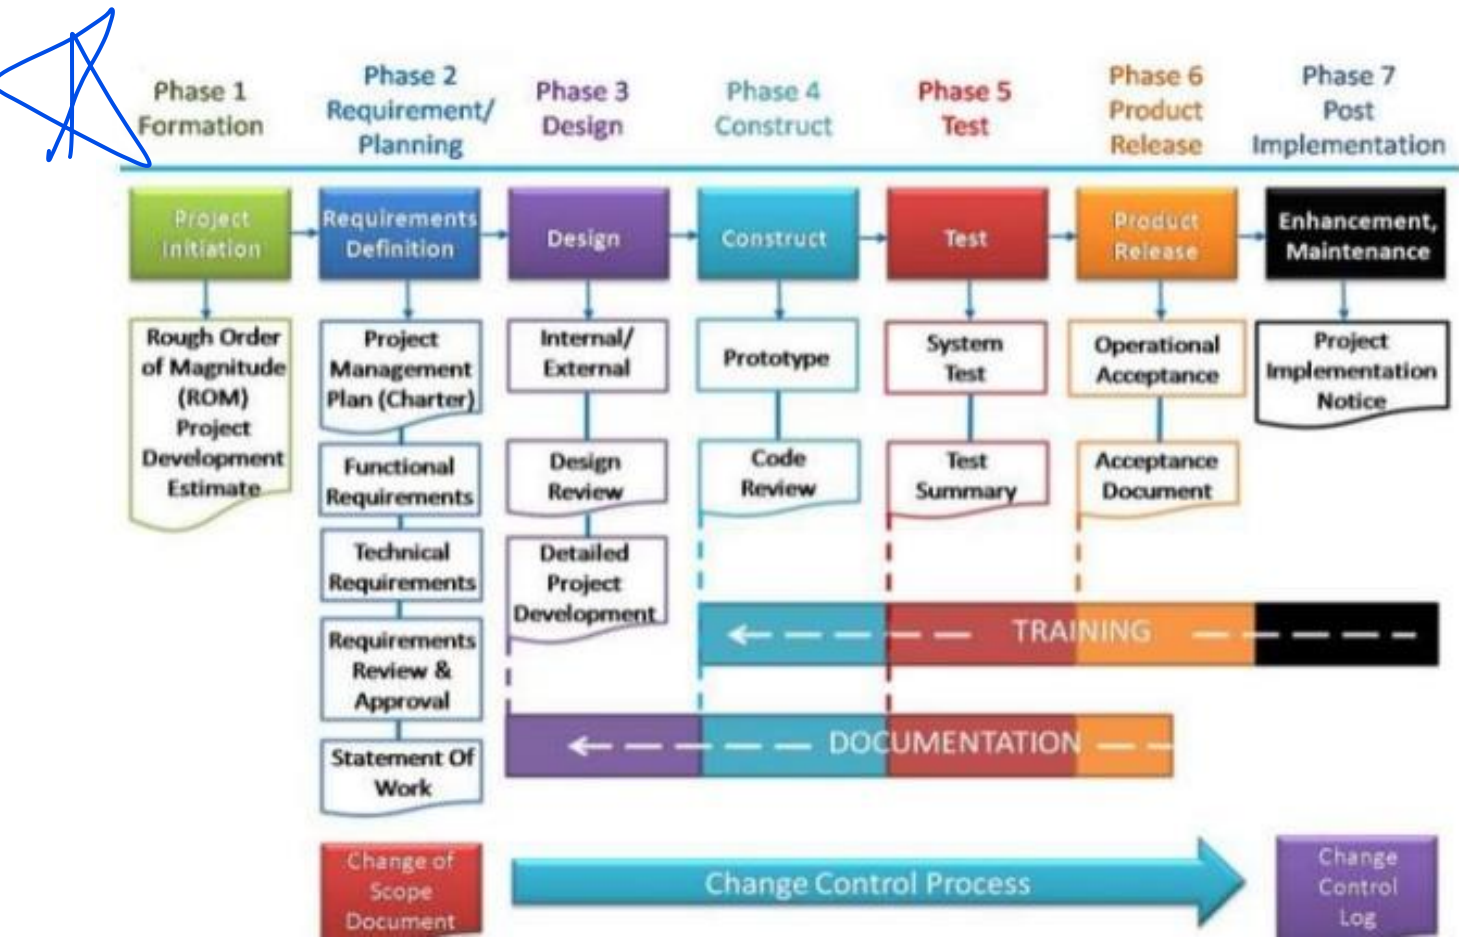 Phase 1
Formation
Phase 2
Requirement/
Planning
Phase 3
Design
Phase 4
Construct
Phase 5
Test
Phase 6
Product
Release
Phase 7
Post
Implementation
Project
Initiation
Requirements
Definition
Design
Construct
Test
Product
Release
Enhancement,
Maintenance
Rough Order
of Magnitude
(ROM)
Project
Development
Estimate
Project
Management
Plan (Charter)
Functional
Requirements
Technical
Requirements
Requirements
Review &
Approval
Statement Of
Work
Internal/
External
Design
Review
Detailed
Project
Development
Prototype
Code
Review
System
Test
Test
Summary
Operational
Acceptance
Acceptance
Document
Project
Implementation
Notice
TRAINING
DOCUMENTATION
Change of
Scope
Document
Change Control Process
Change
Control
Log